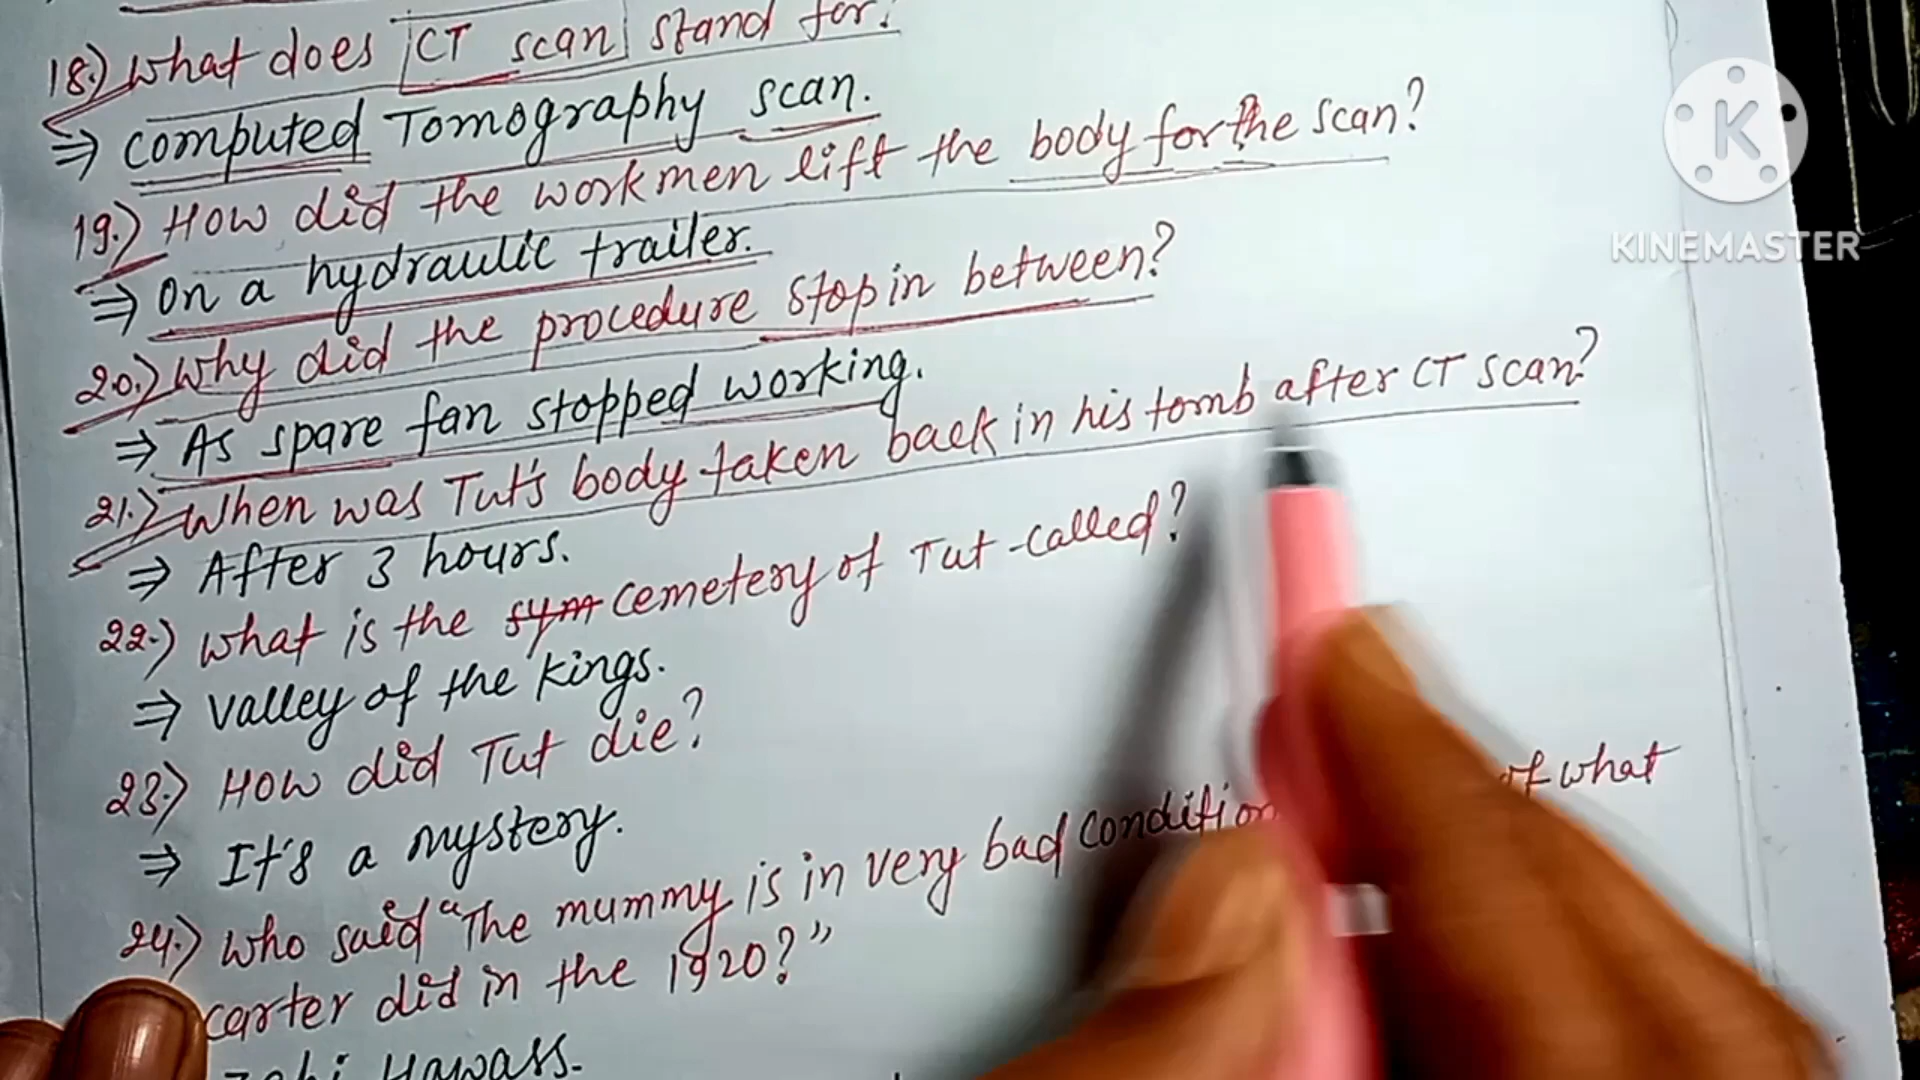 18.) What does CT scan stand for?
⇒ Computed Tomography scan.
19.) How did the workmen lift the body for the scan?
⇒ On a hydraulic trailer.
20.) Why did the procedure stop in between?
⇒ As spare fan stopped working.
21.) When was Tut's body taken back in his tomb after CT scan?
⇒ After 3 hours.
22.) What is the sym cemetery of Tut called?
⇒ Valley of the Kings.
23.) How did Tut die?
⇒ It's a mystery.
24.) Who said "The mummy is in very bad condition of what
carter did in the 1920?"
Zahi Hawass.
KINEMASTER